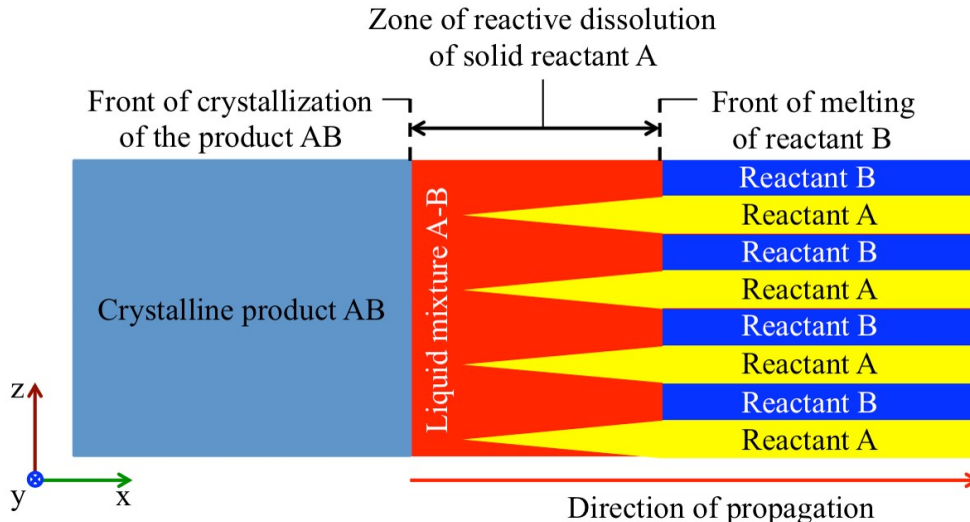 Zone of reactive dissolution
of solid reactant A
Front of crystallization
of the product AB
Front of melting
of reactant B
Crystalline product AB
Liquid mixture A-B
Reactant B
Reactant A
Reactant B
Reactant A
Reactant B
Reactant A
Reactant B
Reactant A
z
y
x
Direction of propagation